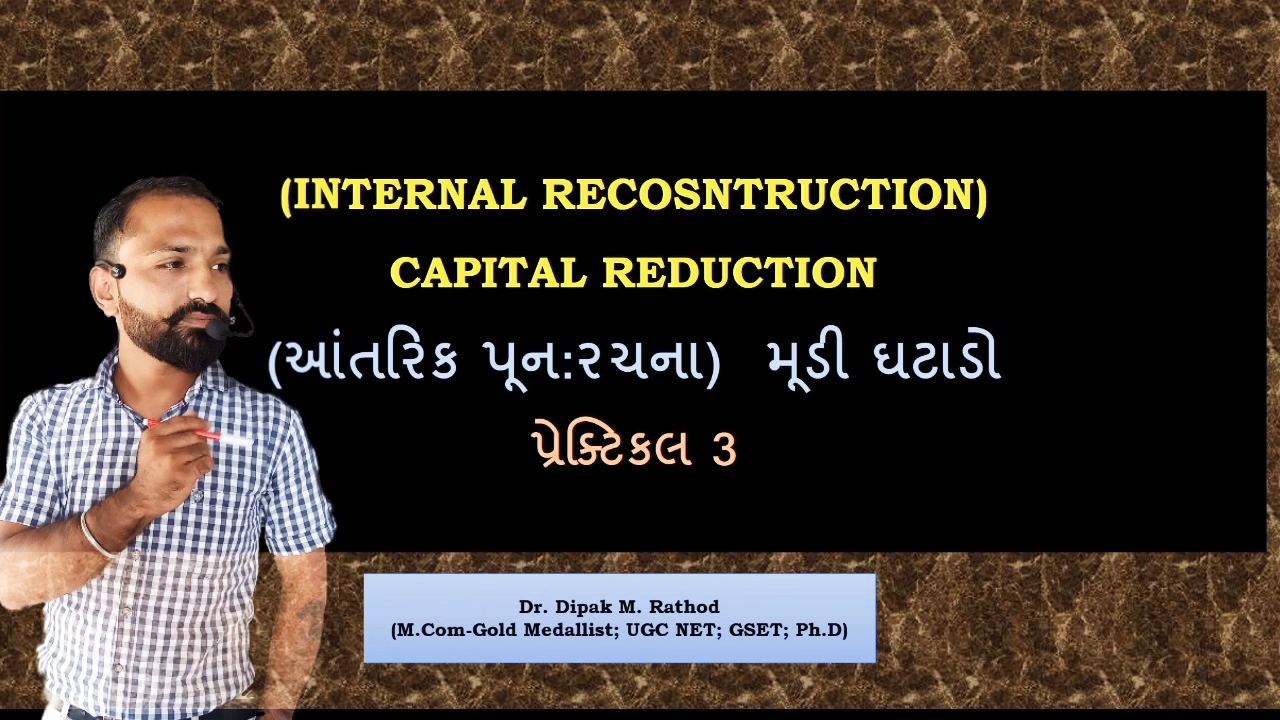 (INTERNAL RECOSNTRUCTION)
CAPITAL REDUCTION
(આંતરિક પૂન:રચના) મૂડી ઘટાડો
પ્રેક્ટિકલ 3
Dr. Dipak M. Rathod
(M.Com-Gold Medallist; UGC NET; GSET; Ph.D)